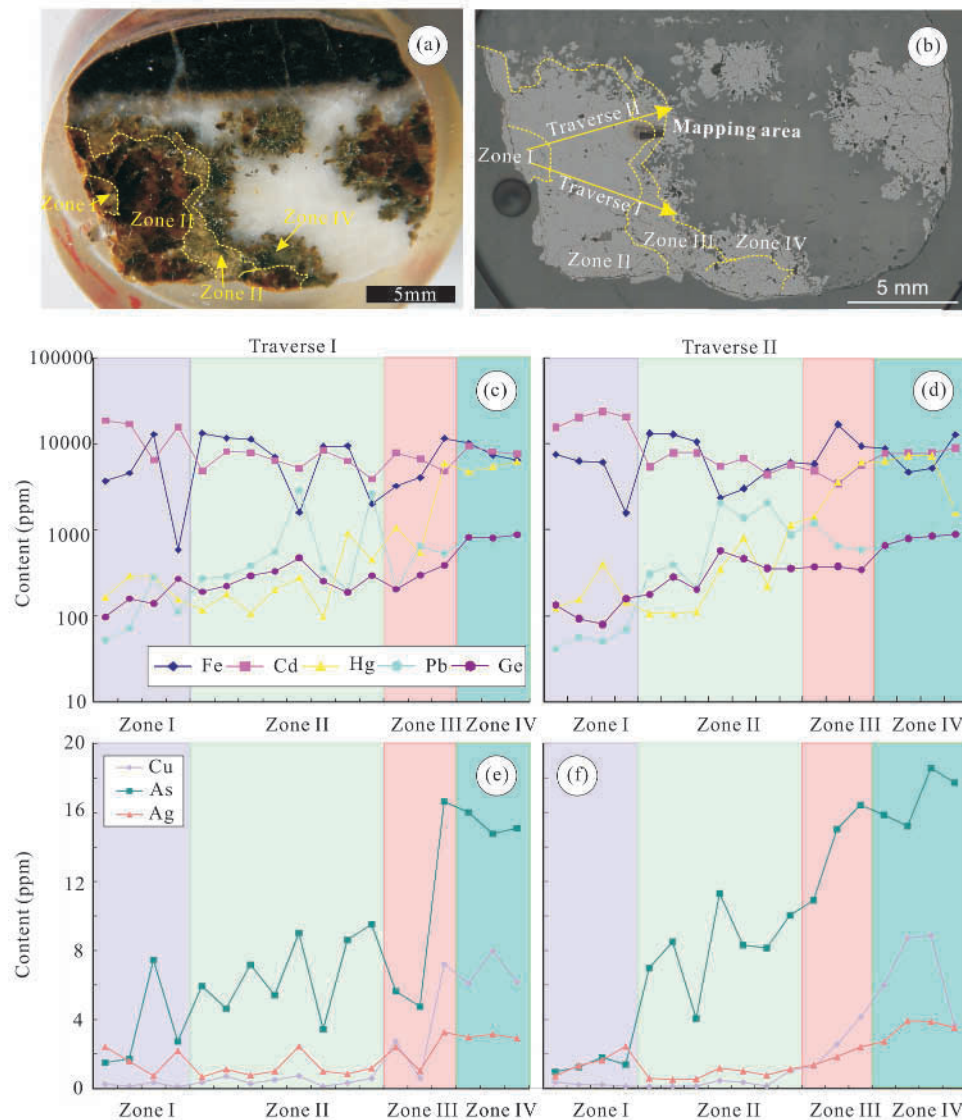 (a)
Zone I
Zone II
Zone IV
Zone II
5mm
(b)
Traverse II
Mapping area
Zone I
Traverse I
Zone III
Zone IV
Zone II
5 mm
Traverse I
Traverse II
100000
10000
1000
100
10
Content (ppm)
(c)
(d)
Fe Cd Hg Pb Ge
Zone I Zone II Zone III Zone IV
Zone I Zone II Zone III Zone IV
20
16
12
8
4
0
Content (ppm)
Cu
As
Ag
(e)
(f)
Zone I Zone II Zone III Zone IV
Zone I Zone II Zone III Zone IV